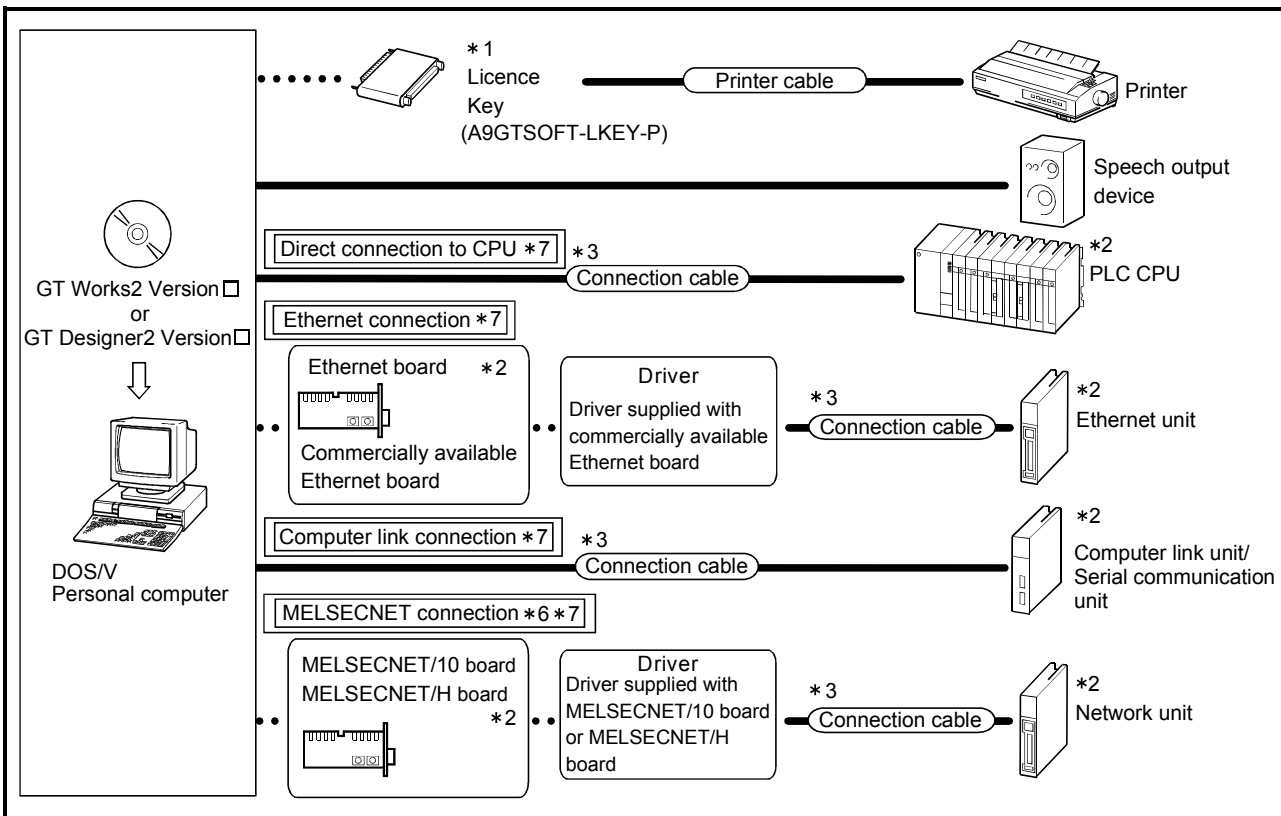 *1
Licence
Key
(A9GTSOFT-LKEY-P)
Printer cable
Printer
Speech output
device
Direct connection to CPU *7
*3
Connection cable
*2
PLC CPU
GT Works2 Version□
or
GT Designer2 Version□
DOS/V
Personal computer
Ethernet connection *7
Ethernet board *2
Commercially available
Ethernet board
Driver
Driver supplied with
commercially available
Ethernet board
*3
Connection cable
*2
Ethernet unit
Computer link connection *7
*3
Connection cable
*2
Computer link unit/
Serial communication
unit
MELSECNET connection *6 *7
MELSECNET/10 board
MELSECNET/H board
*2
Driver
Driver supplied with
MELSECNET/10 board
or MELSECNET/H
board
*3
Connection cable
*2
Network unit